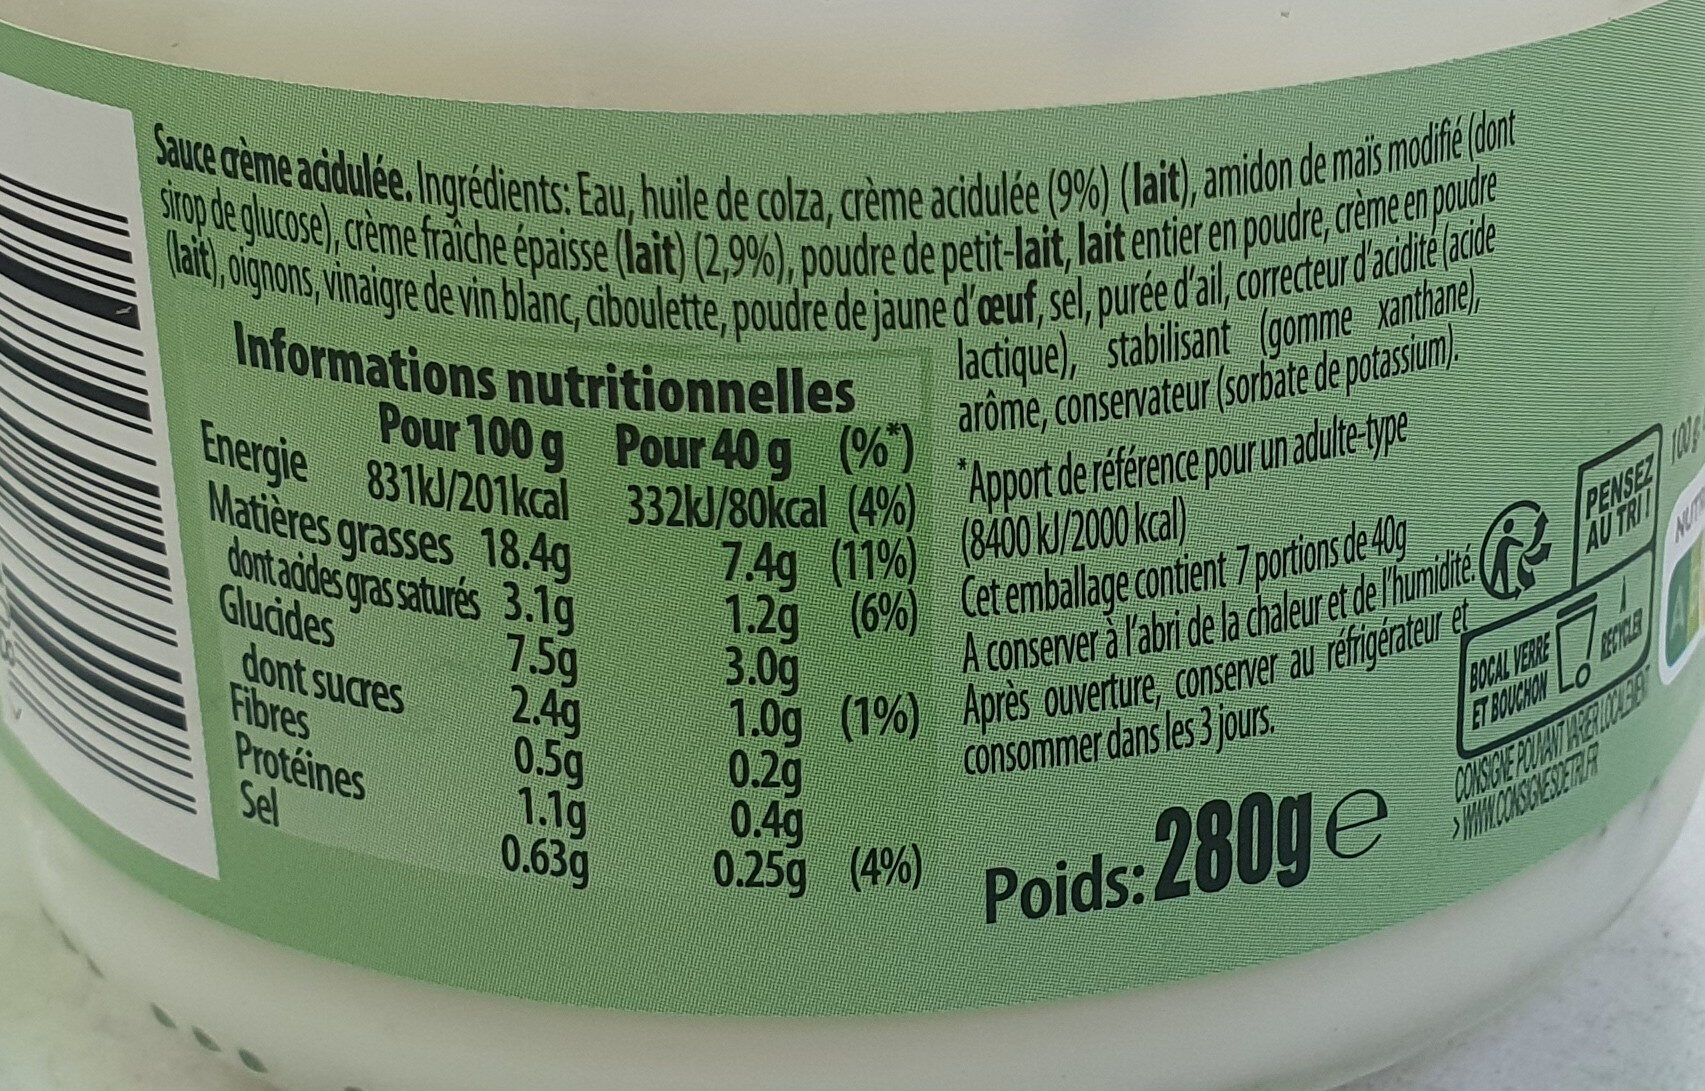 Sauce crème acidulée. Ingrédients: Eau, huile de colza, crème acidulée (9%) (lait), amidon de maïs modifié (dont
sirop de glucose), crème fraîche épaisse (lait) (2,9%), poudre de petit-lait, lait entier en poudre, crème en poudre
(lait), oignons, vinaigre de vin blanc, ciboulette, poudre de jaune d'œuf, sel, purée d'ail, correcteur d'acidité (acide
lactique), stabilisant (gomme xanthane),
arôme, conservateur (sorbate de potassium).
Informations nutritionnelles
Pour 100 g Pour 40 g (%*)
Energie 831kJ/201kcal 332kJ/80kcal (4%)
Matières grasses 18.4g 7.4g (11%)
dont acides gras saturés 3.1g 1.2g (6%)
Glucides 7.5g 3.0g
dont sucres 2.4g 1.0g (1%)
Fibres 0.5g 0.2g
Protéines 1.1g 0.4g
Sel 0.63g 0.25g (4%)
*Apport de référence pour un adulte-type
(8400 kJ/2000 kcal)
Cet emballage contient 7 portions de 40g
A conserver à l'abri de la chaleur et de l'humidité.
Après ouverture, conserver au réfrigérateur et
consommer dans les 3 jours.
Poids: 280g e
PENSEZ
AU TRI !
BOCAL VERRE
ET BOUCHON
À
RECYCLER
CONSIGNE POUVANT VARIER LOCALEMENT
>WWW.CONSIGNESDETRI.FR
100 g
A